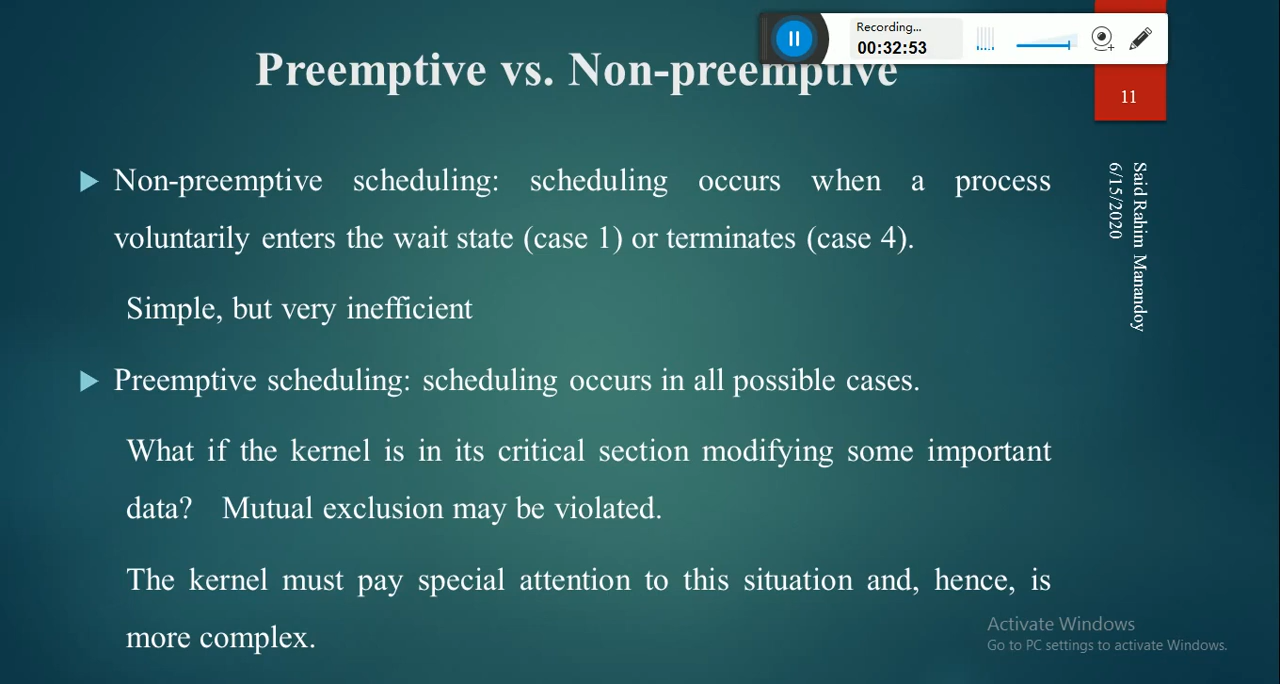 Recording...
00:32:53
Preemptive vs. Non-preemptive
11
Non-preemptive scheduling: scheduling occurs when a process
voluntarily enters the wait state (case 1) or terminates (case 4).
Simple, but very inefficient
Preemptive scheduling: scheduling occurs in all possible cases.
What if the kernel is in its critical section modifying some important
data? Mutual exclusion may be violated.
The kernel must pay special attention to this situation and, hence, is
more complex.
Said Rahim Manandoy
6/15/2020
Activate Windows
Go to PC settings to activate Windows.